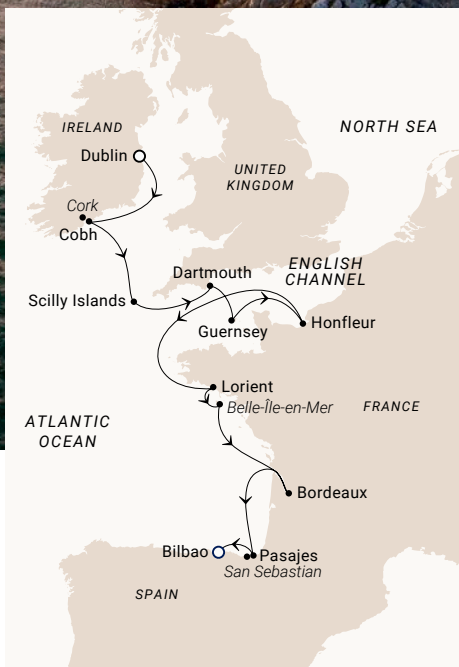 IRELAND
NORTH SEA
Dublin
UNITED
KINGDOM
Cork
Cobh
Dartmouth
ENGLISH
CHANNEL
Scilly Islands
Guernsey
Honfleur
Lorient
Belle-Île-en-Mer
FRANCE
ATLANTIC
OCEAN
Bordeaux
Bilbao
Pasajes
San Sebastian
SPAIN